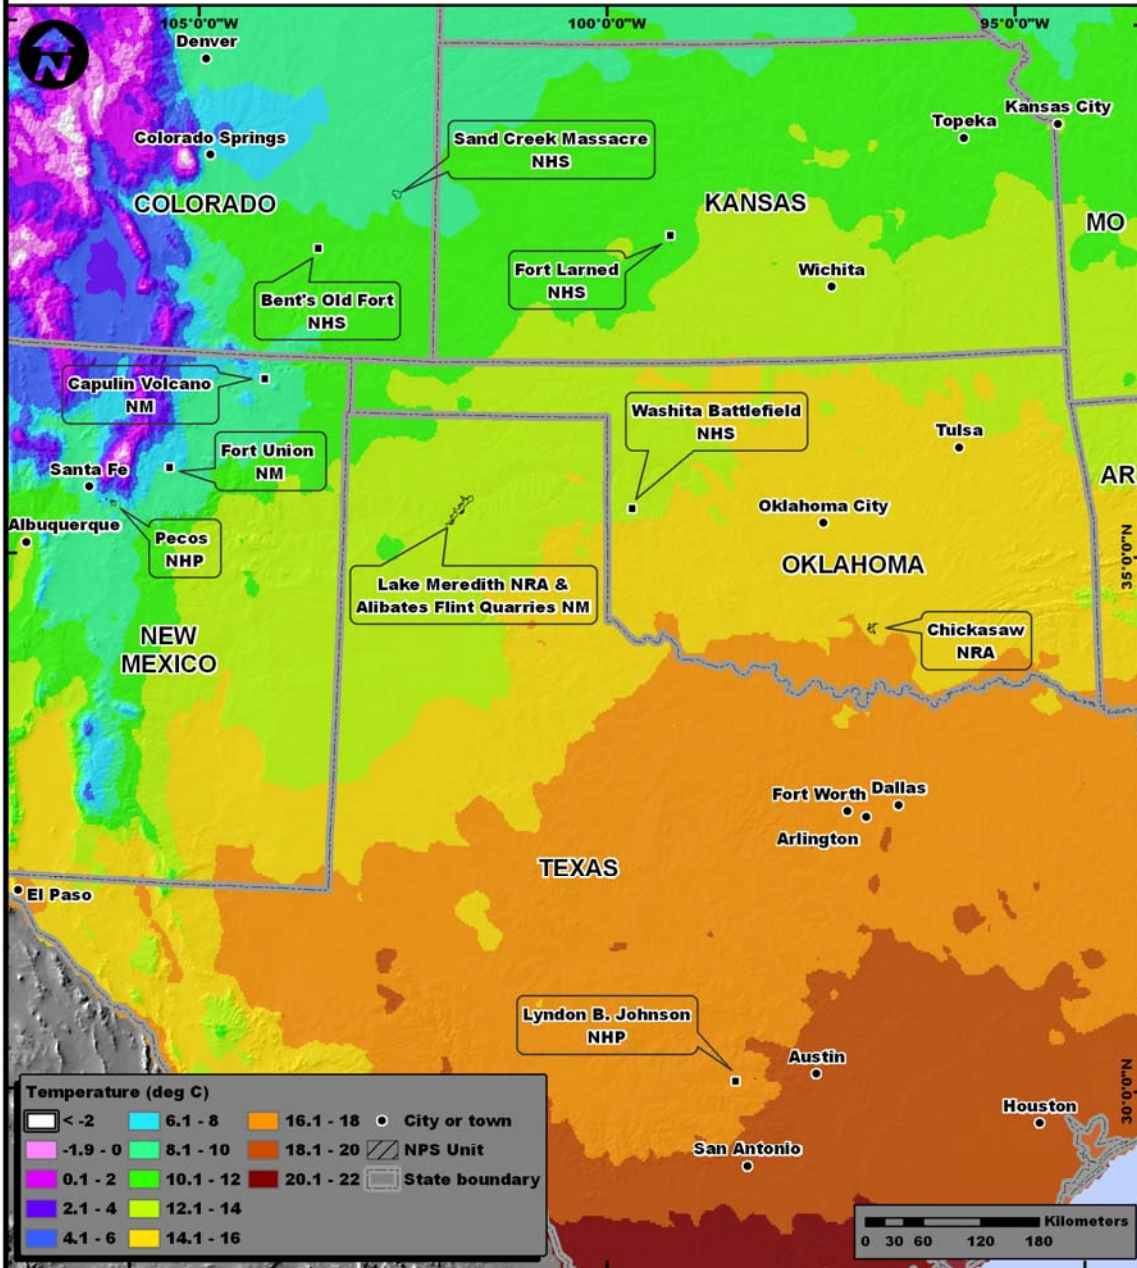 105°0'0"W
100°0'0"W
95°0'0"W
N
Denver
Colorado Springs
COLORADO
Sand Creek Massacre
NHS
Topeka
Kansas City
KANSAS
MO
Bent's Old Fort
NHS
Fort Larned
NHS
Wichita
Capulin Volcano
NM
Fort Union
NM
Santa Fe
Albuquerque
Pecos
NHP
Washita Battlefield
NHS
Tulsa
AR
Oklahoma City
OKLAHOMA
35°0'0"N
Lake Meredith NRA &
Alibates Flint Quarries NM
Chickasaw
NRA
NEW
MEXICO
Fort Worth
Dallas
Arlington
TEXAS
El Paso
Lyndon B. Johnson
NHP
Austin
Houston
30°0'0"N
San Antonio
Temperature (deg C)
< -2
-1.9 - 0
0.1 - 2
2.1 - 4
4.1 - 6
6.1 - 8
8.1 - 10
10.1 - 12
12.1 - 14
14.1 - 16
16.1 - 18
18.1 - 20
20.1 - 22
City or town
NPS Unit
State boundary
Kilometers
0 30 60 120 180